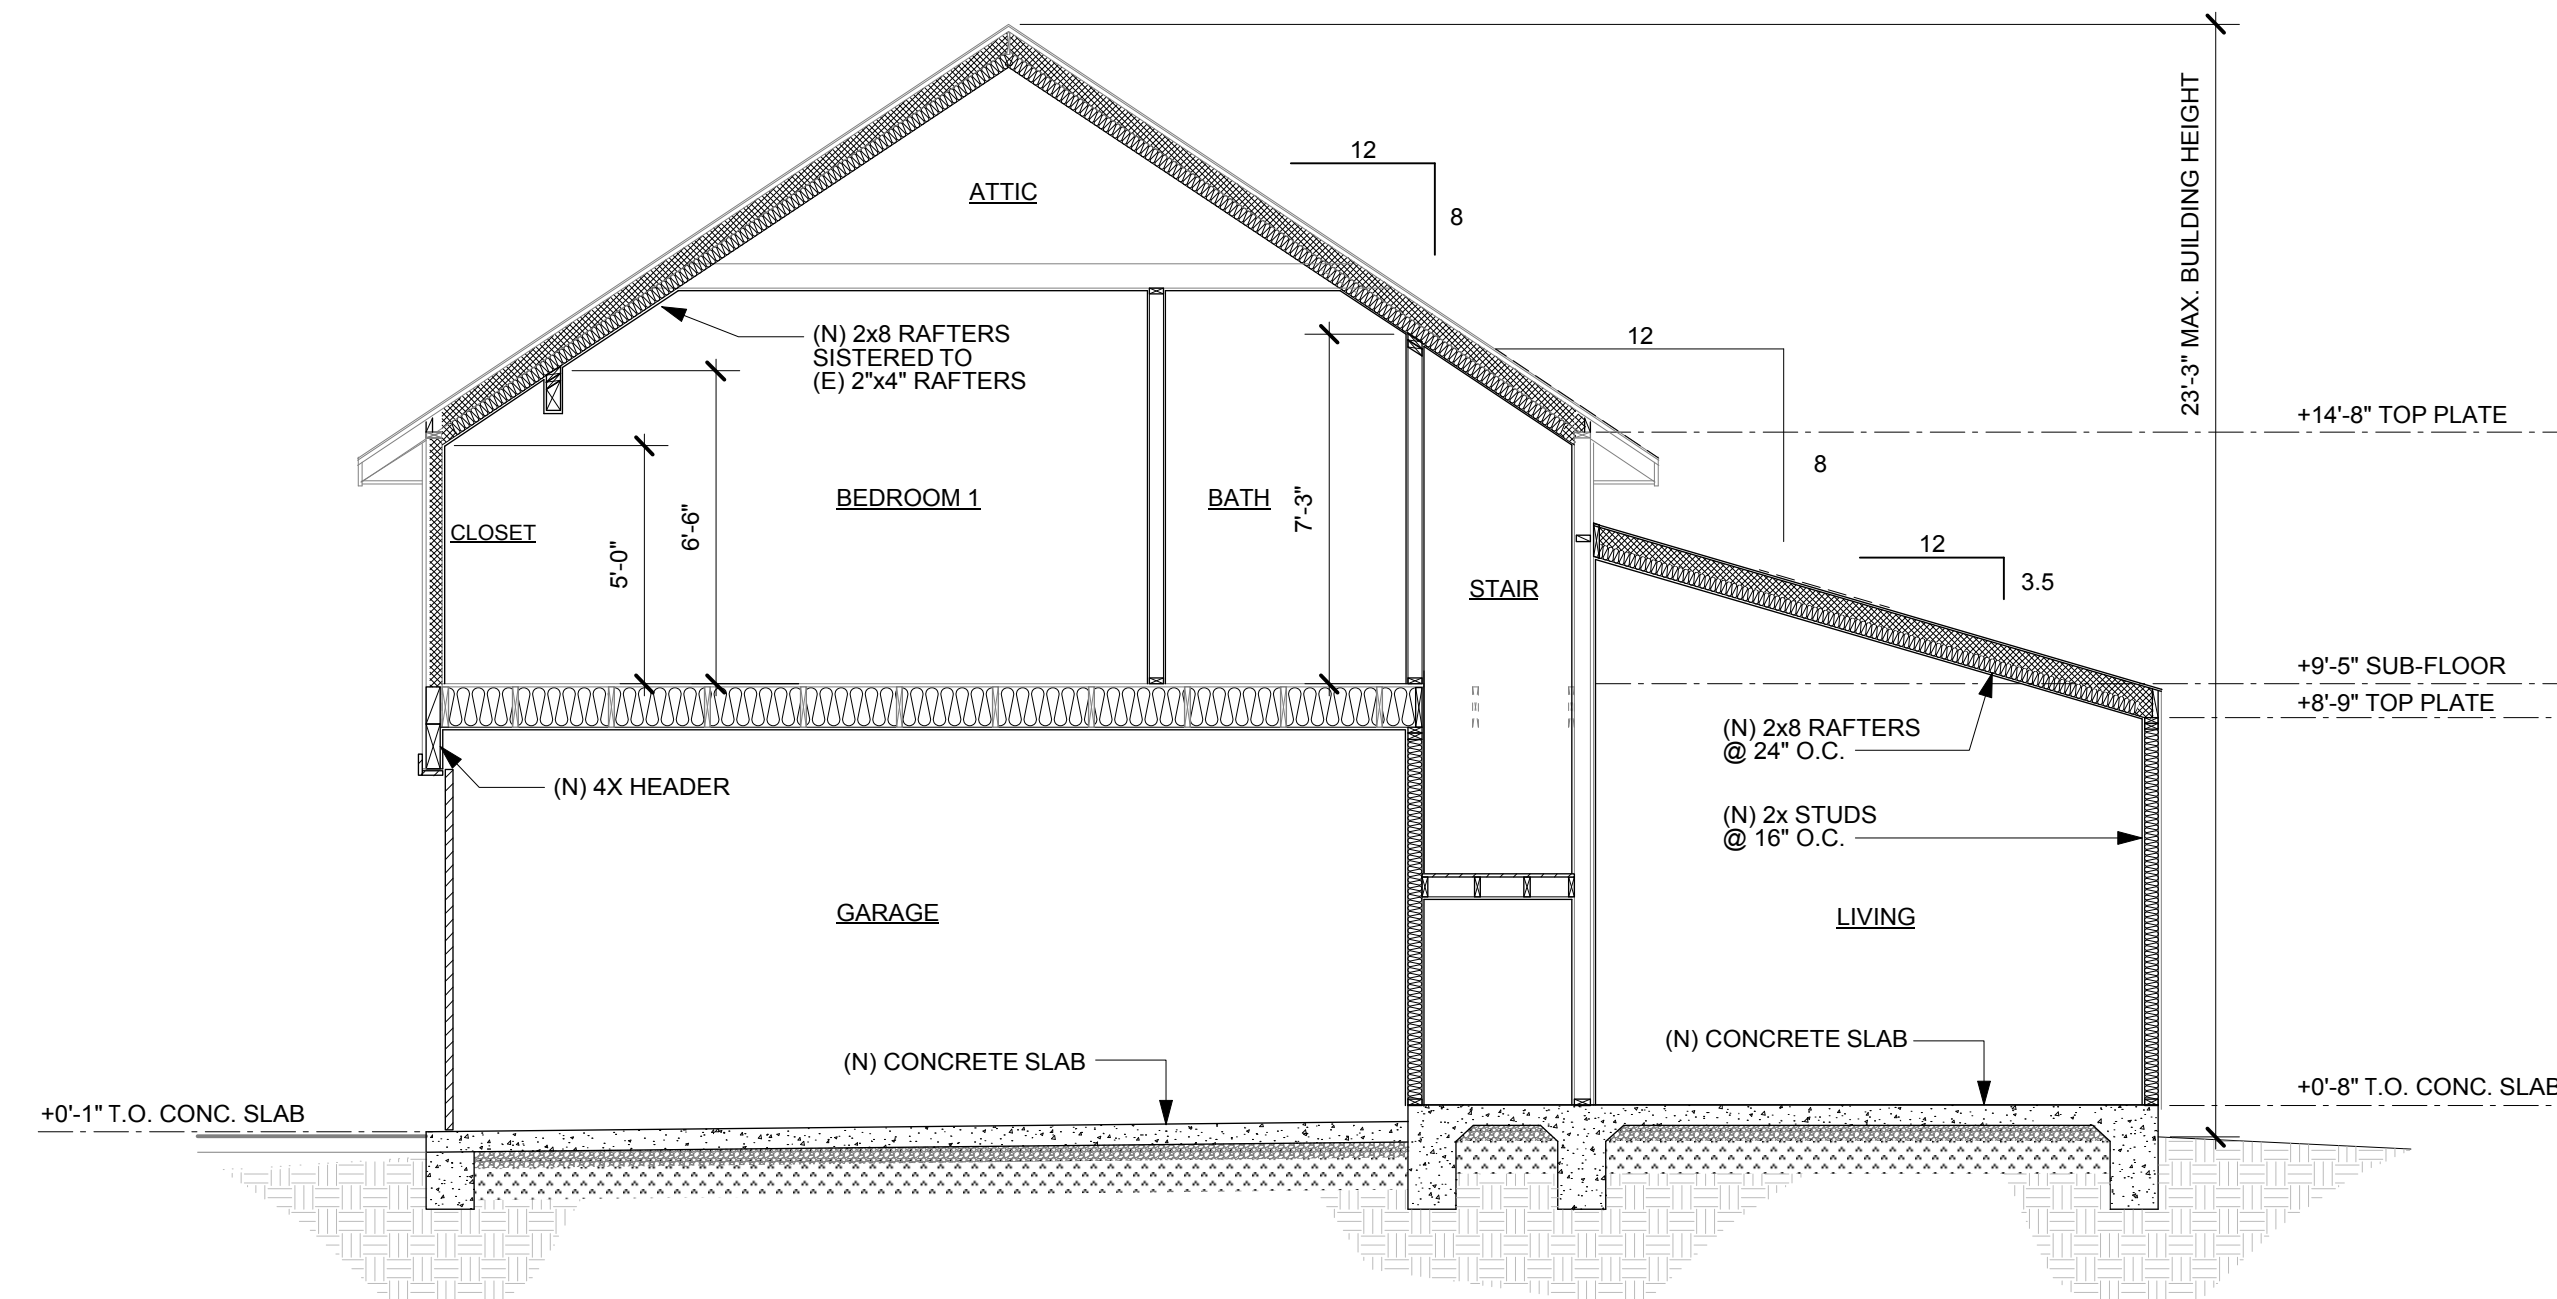 12
8
ATTIC
23'-3" MAX. BUILDING HEIGHT
(N) 2x8 RAFTERS
SISTERED TO
(E) 2"x4" RAFTERS
12
8
+14'-8" TOP PLATE
CLOSET
5'-0"
6'-6"
BEDROOM 1
BATH
7'-3"
STAIR
12
3.5
+9'-5" SUB-FLOOR
+8'-9" TOP PLATE
(N) 2x8 RAFTERS
@ 24" O.C.
(N) 4X HEADER
(N) 2x STUDS
@ 16" O.C.
GARAGE
LIVING
(N) CONCRETE SLAB
(N) CONCRETE SLAB
+0'-1" T.O. CONC. SLAB
+0'-8" T.O. CONC. SLAB